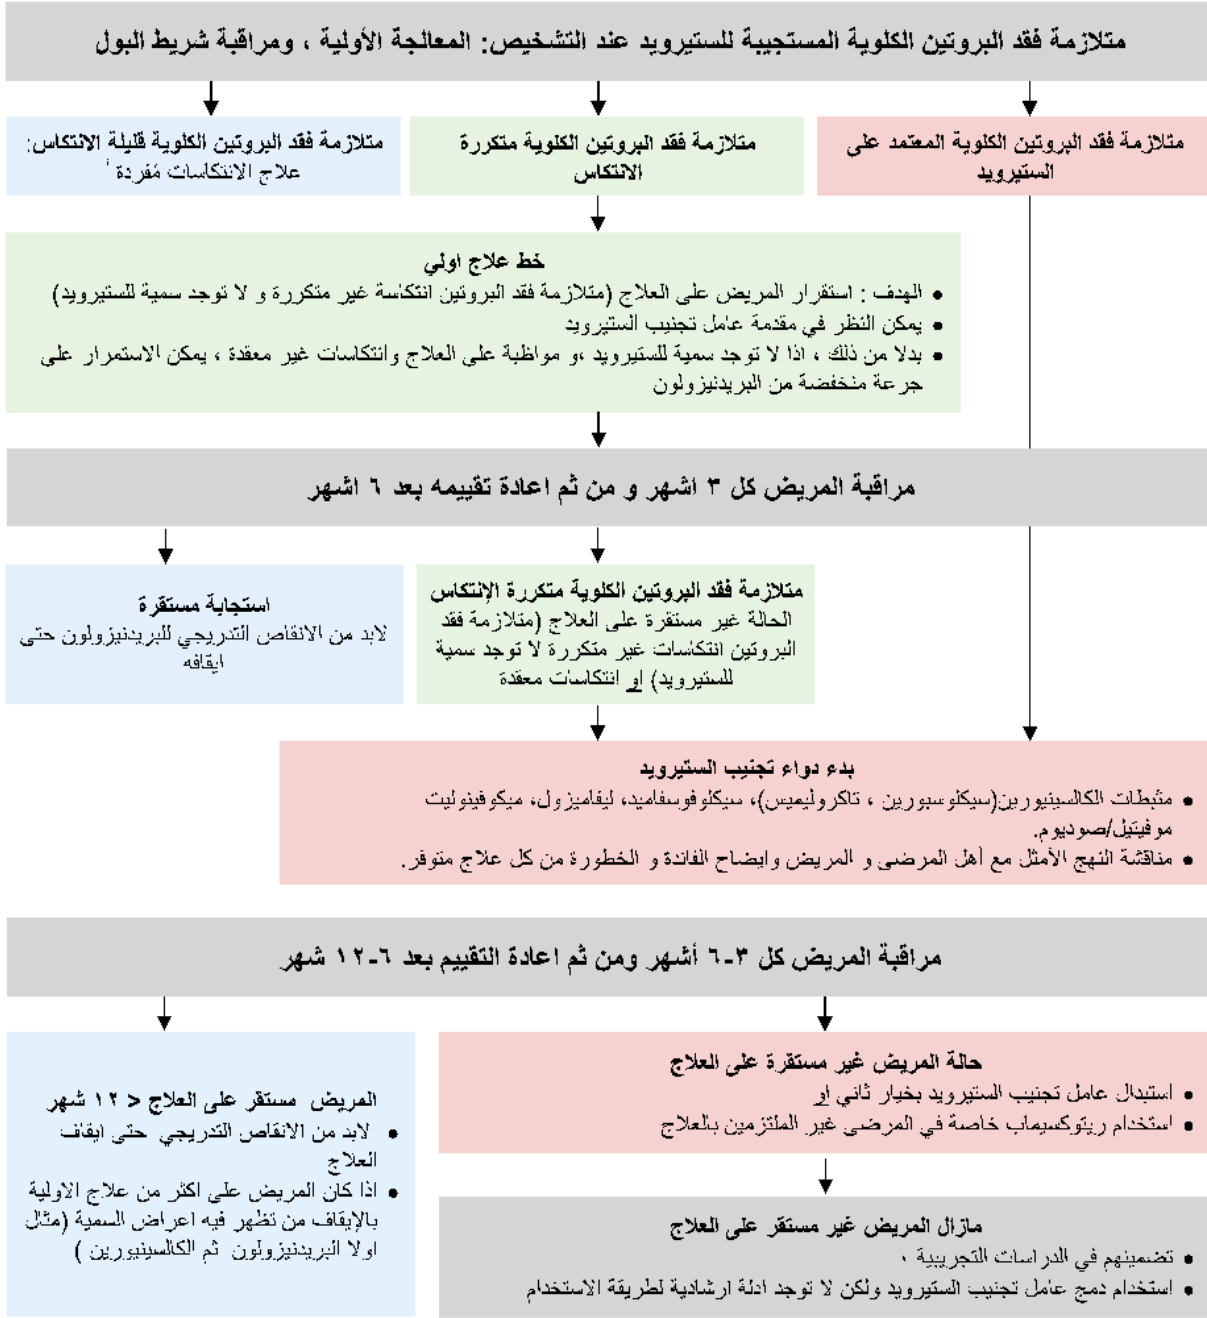 متلازمة فقد البروتين الكلوية المستجيبة للستيرويد عند التشخيص: المعالجة الأولية ، ومراقبة شريط البول
متلازمة فقد البروتين الكلوية المعتمد على
الستيرويد
متلازمة فقد البروتين الكلوية متكررة
الانتكاس
متلازمة فقد البروتين الكلوية قليلة الانتكاس:
علاج الانتكاسات مُفردة أ
خط علاج اولي
• الهدف : استقرار المريض على العلاج (متلازمة فقد البروتين انتكاسة غير متكررة و لا توجد سمية للستيرويد)
• يمكن النظر في مقدمة عامل تجنيب الستيرويد
• بدلا من ذلك ، اذا لا توجد سمية للستيرويد ،و مواظبة على العلاج وانتكاسات غير معقدة ، يمكن الاستمرار على
جرعة منخفضة من البريدنيزولون
مراقبة المريض كل ٣ اشهر و من ثم اعادة تقييمه بعد ٦ اشهر
متلازمة فقد البروتين الكلوية متكررة الإنتكاس
الحالة غير مستقرة على العلاج (متلازمة فقد
البروتين انتكاسات غير متكررة لا توجد سمية
للستيرويد) او انتكاسات معقدة
استجابة مستقرة
لابد من الانقاص التدريجي للبريدنيزولون حتى
ايقافه
بدء دواء تجنيب الستيرويد
• مثبطات الكالسينيورين(سيكلوسبورين ، تاكروليميس)، سيكلوفوسفاميد، ليفاميزول، ميكوفينوليت
موفيتيل/صوديوم.
• مناقشة النهج الأمثل مع أهل المرضى و المريض وايضاح الفائدة و الخطورة من كل علاج متوفر.
مراقبة المريض كل ٣-٦ أشهر ومن ثم اعادة التقييم بعد ٦-١٢ شهر
حالة المريض غير مستقرة على العلاج
• استبدال عامل تجنيب الستيرويد بخيار ثاني او
• استخدام ريتوكسيماب خاصة في المرضى غير الملتزمين بالعلاج
المريض مستقر على العلاج < ١٢ شهر
• لابد من الانقاص التدريجي حتى ايقاف
العلاج
• اذا كان المريض على اكثر من علاج الاولية
بالإيقاف من تظهر فيه اعراض السمية (مثال
اولا البريدنيزولون ثم الكالسينيورين )
مازال المريض غير مستقر على العلاج
• تضمينهم في الدراسات التجريبية ،
• استخدام دمج عامل تجنيب الستيرويد ولكن لا توجد ادلة ارشادية لطريقة الاستخدام